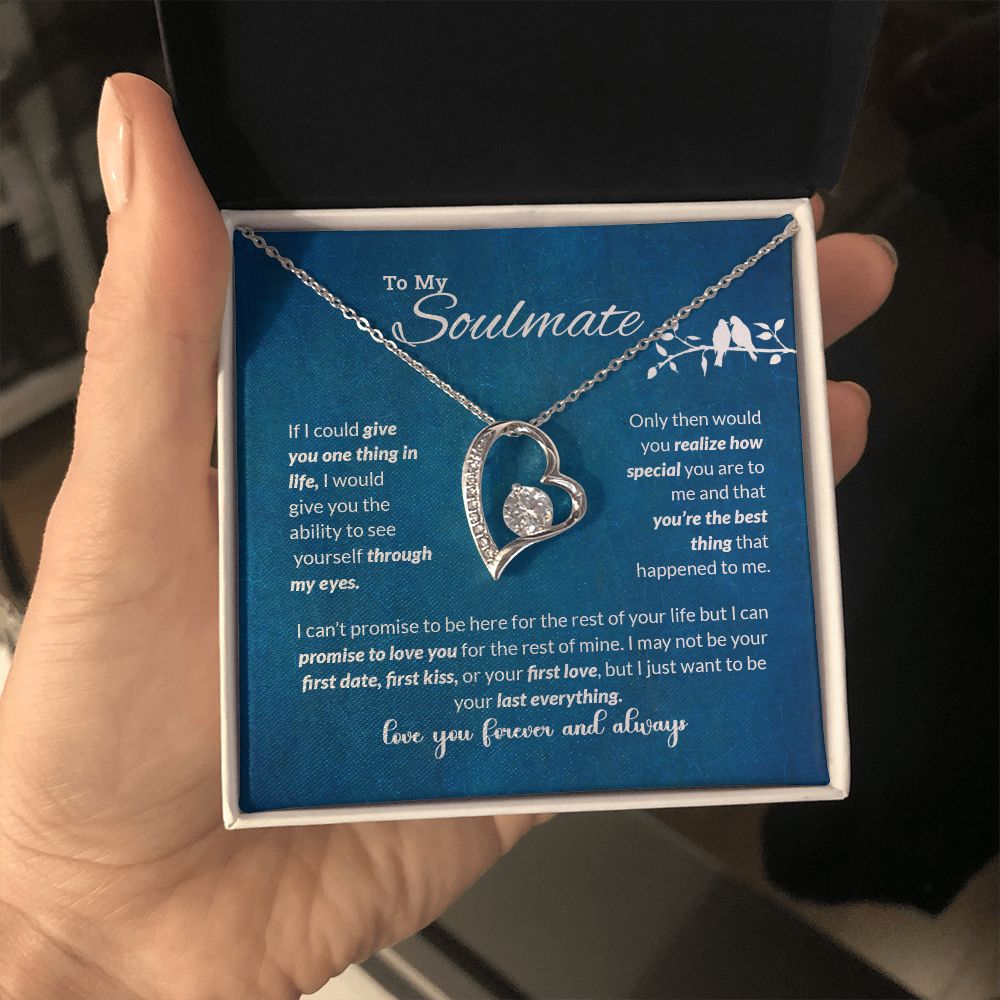 To My
Soulmate
If I could give
you one thing in
life, I would
give you the
ability to see
yourself through
my eyes.
Only then would
you realize how
special you are to
me and that
you’re the best
thing that
happened to me.
I can’t promise to be here for the rest of your life but I can
promise to love you for the rest of mine. I may not be your
first date, first kiss, or your first love, but I just want to be
your last everything.
love you forever and always